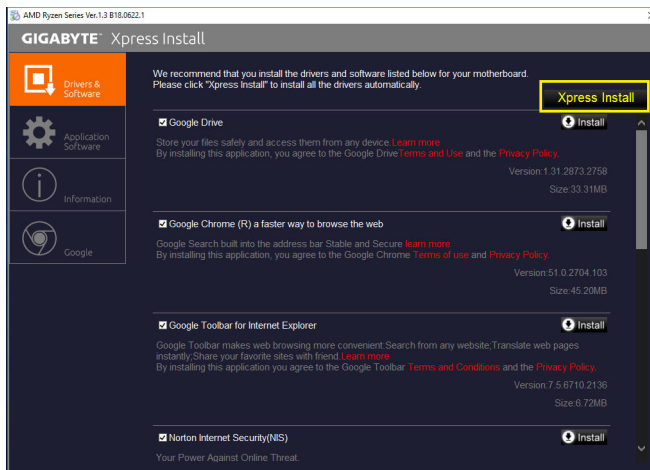 AMD Ryzen Series Ver.1.3 B18.0622.1
GIGABYTE™ Xpress Install
Drivers &
Software
Application
Software
Information
Google
We recommend that you install the drivers and software listed below for your motherboard.
Please click "Xpress Install" to install all the drivers automatically.
Xpress Install
Google Drive
Install
Store your files safely and access them from any device.Learn more
By installing this application, you agree to the Google DriveTerms and Use and the Privacy Policy.
Version:1.31.2873.2758
Size:33.31MB
Google Chrome (R) a faster way to browse the web
Install
Google Search built into the address bar Stable and Secure learn more
By installing this application, you agree to the Google Chrome Terms of use and Privacy Policy.
Version:51.0.2704.103
Size:45.20MB
Google Toolbar for Internet Explorer
Install
Google Toolbar makes web browsing more convenient:Search from any website;Translate web pages
instantly;Share your favorite sites with friend.Learn more
By installing this application you agree to the Google Toolbar Terms and Conditions and the Privacy Policy.
Version:7.5.6710.2136
Size:6.72MB
Norton Internet Security(NIS)
Install
Your Power Against Online Threat.